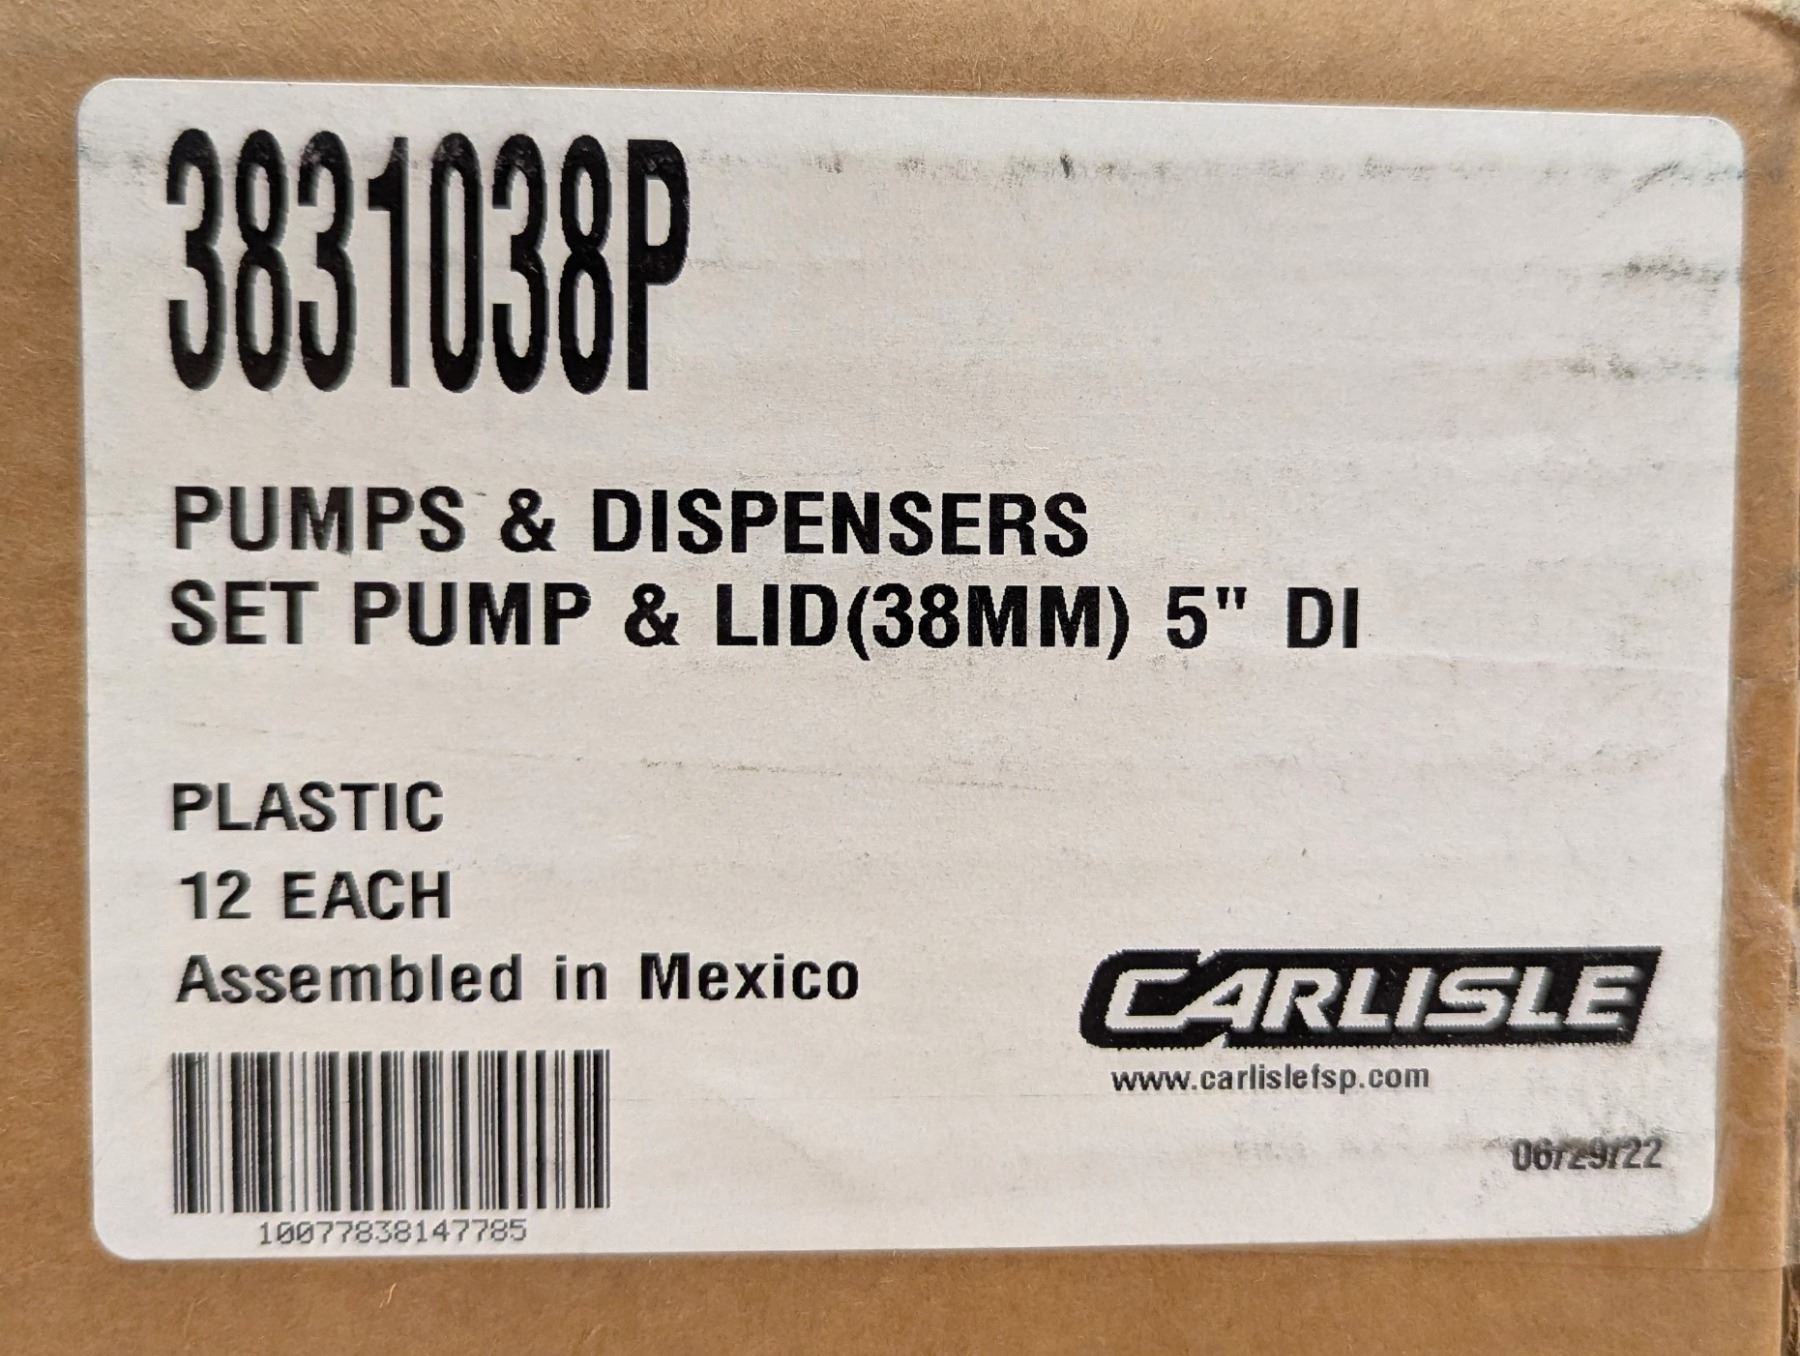 3831038P
PUMPS & DISPENSERS
SET PUMP & LID(38MM) 5" DI
PLASTIC
12 EACH
Assembled in Mexico
CARLISLE
www.carlislefsp.com
06/29/22
10077838147785